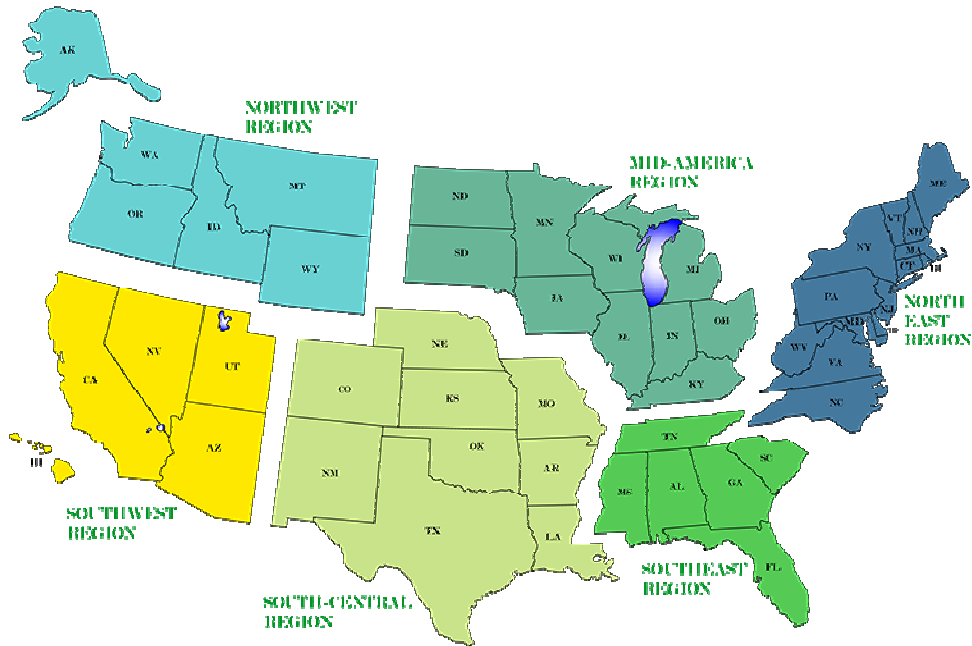 AK
NORTHWEST
REGION
WA
MT
OR
ID
WY
MID-AMERICA
REGION
ND
MN
SD
WI
MI
IA
IL
IN
OH
KY
ME
VT
NH
NY
MA
CT
RI
PA
NJ
MD
WV
VA
NC
NORTH
EAST
REGION
NV
UT
CA
AZ
HI
SOUTHWEST
REGION
NE
CO
KS
MO
OK
NM
AR
TX
LA
SOUTH-CENTRAL
REGION
TN
SC
MS
AL
GA
FL
SOUTHEAST
REGION